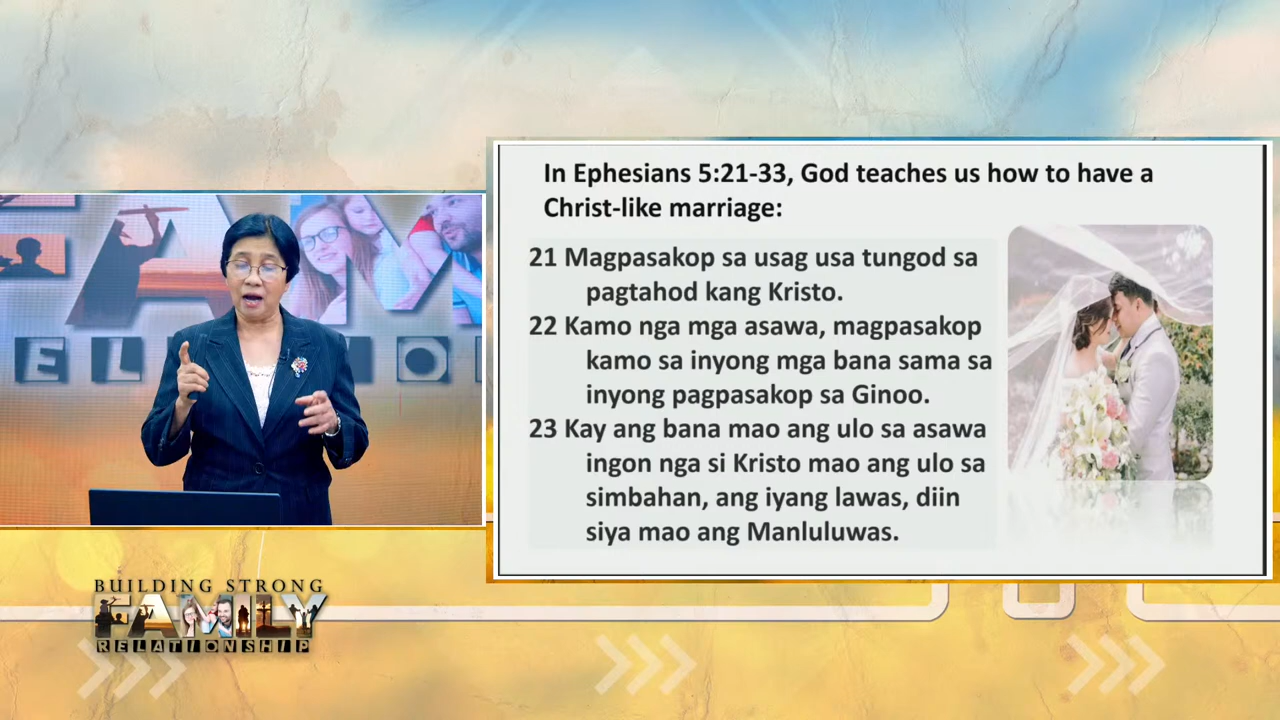 In Ephesians 5:21-33, God teaches us how to have a
Christ-like marriage:
21 Magpasakop sa usag usa tungod sa
pagtahod kang Kristo.
22 Kamo nga mga asawa, magpasakop
kamo sa inyong mga bana sama sa
inyong pagpasakop sa Ginoo.
23 Kay ang bana mao ang ulo sa asawa
ingon nga si Kristo mao ang ulo sa
simbahan, ang iyang lawas, diin
siya mao ang Manluluwas.
BUILDING STRONG
FAMILY
RELATIONSHIP